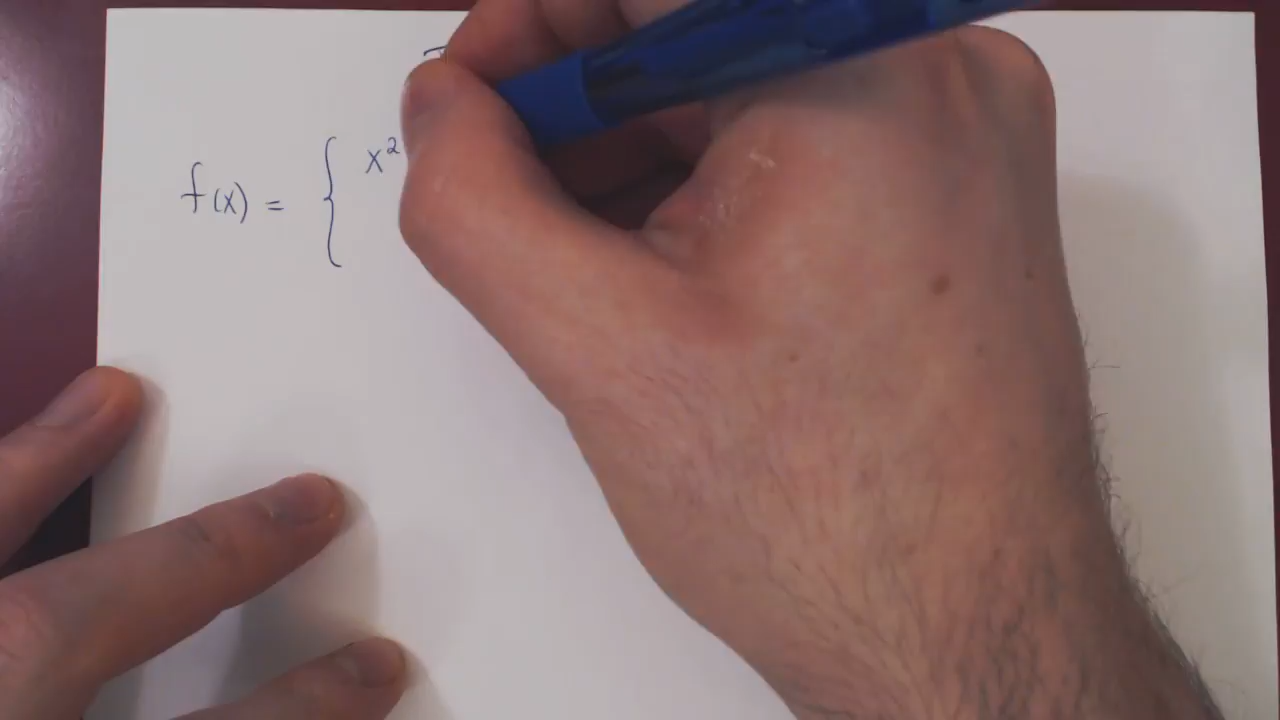 f(x) = { x²